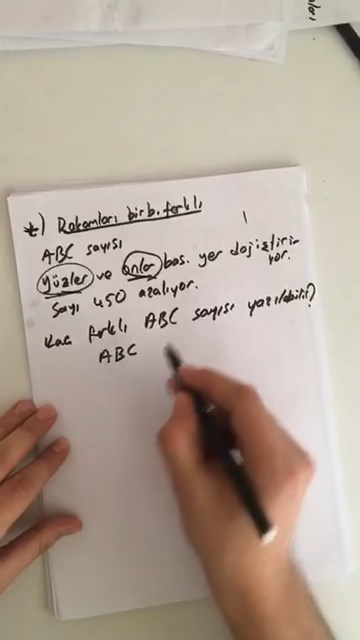 *) Rakamları birb. farklı
ABC sayısı
yüzler ve onlar bas. yer değiştirin
yor.
Sayı 450 azalıyor.
Kaç farklı ABC sayısı yazılabilir?
ABC